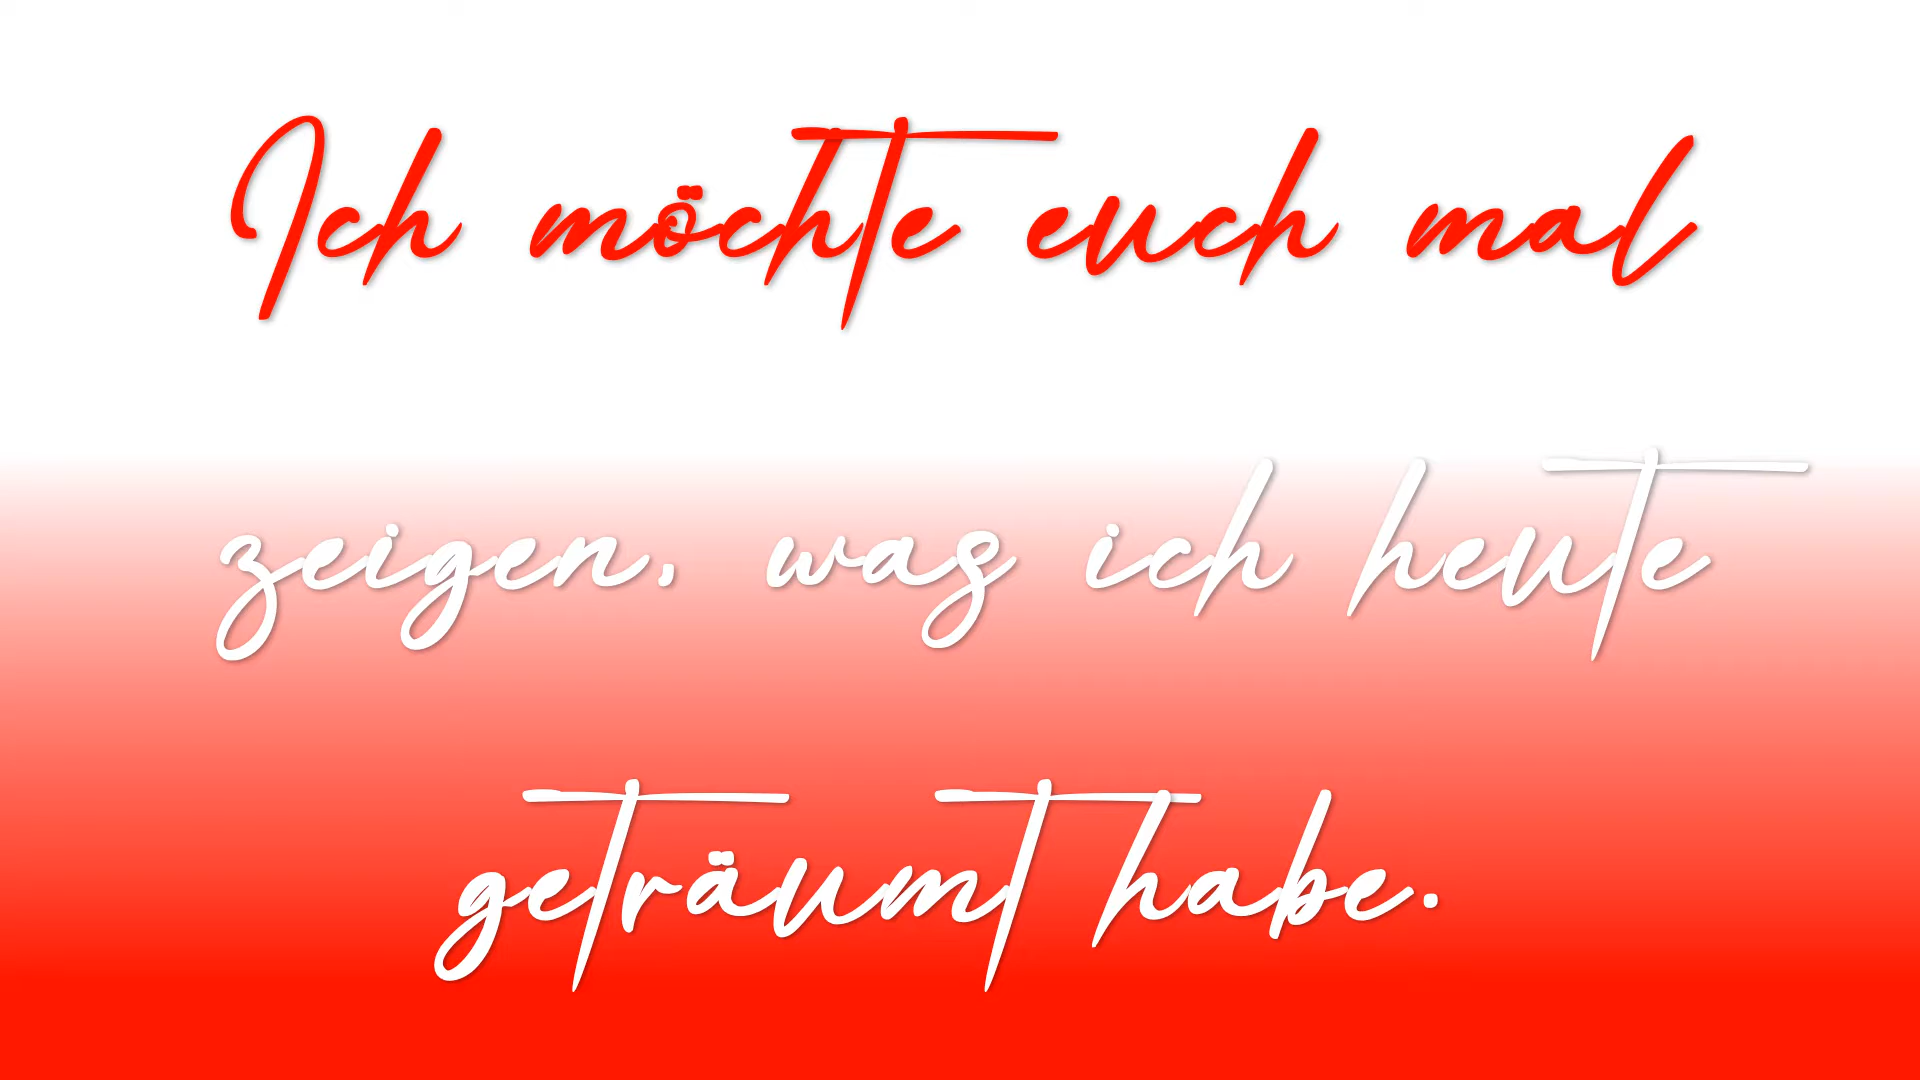 Ich möchte euch mal
zeigen, was ich heute
geträumt habe.